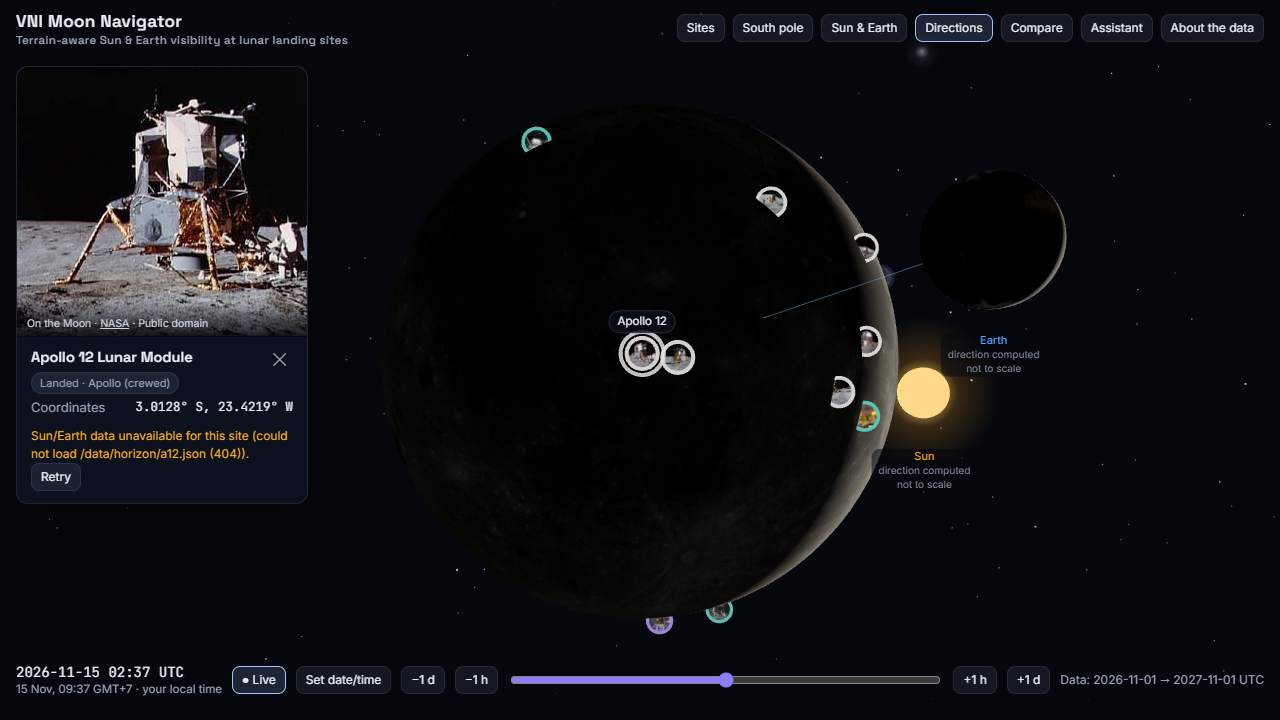 VNI Moon Navigator
Terrain-aware Sun & Earth visibility at lunar landing sites
Sites
South pole
Sun & Earth
Directions
Compare
Assistant
About the data
On the Moon · NASA · Public domain
Apollo 12 Lunar Module
Landed · Apollo (crewed)
Coordinates 3.0128° S, 23.4219° W
Sun/Earth data unavailable for this site (could
not load /data/horizon/a12.json (404)).
Retry
Apollo 12
Earth
direction computed
not to scale
Sun
direction computed
not to scale
2026-11-15 02:37 UTC
15 Nov, 09:37 GMT+7 · your local time
● Live
Set date/time
−1 d
−1 h
+1 h
+1 d
Data: 2026-11-01 → 2027-11-01 UTC